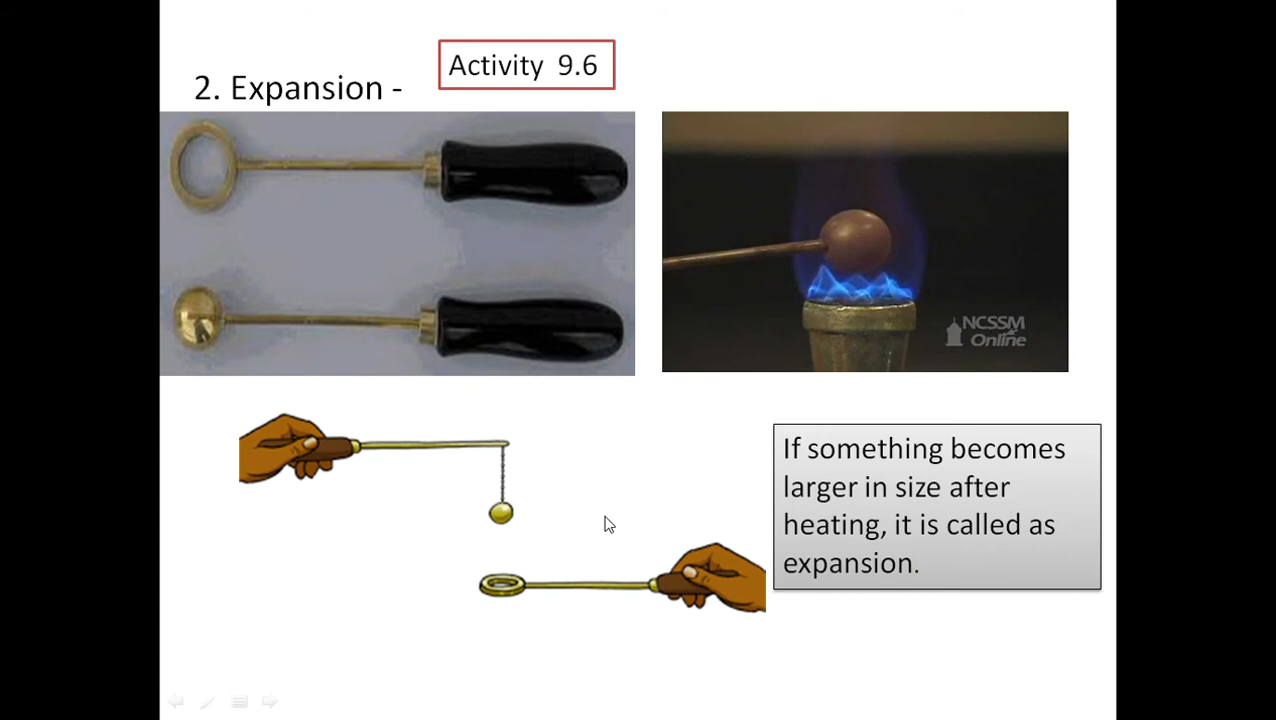 Activity 9.6
2. Expansion -
NCSSM
Online
If something becomes
larger in size after
heating, it is called as
expansion.